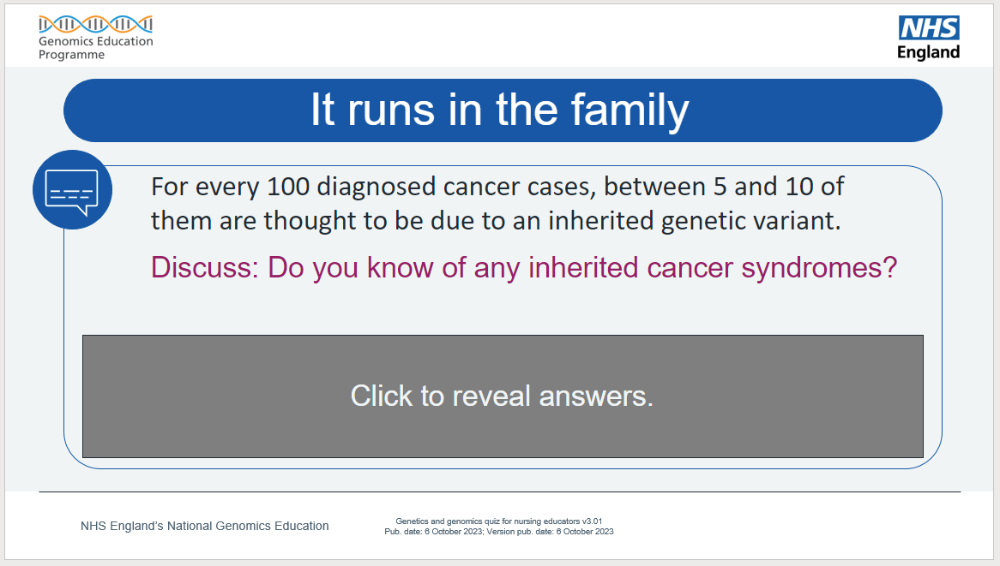 Genomics Education
Programme
NHS
England
It runs in the family
For every 100 diagnosed cancer cases, between 5 and 10 of
them are thought to be due to an inherited genetic variant.
Discuss: Do you know of any inherited cancer syndromes?
Click to reveal answers.
NHS England’s National Genomics Education
Genetics and genomics quiz for nursing educators v3.01
Pub. date: 6 October 2023; Version pub. date: 6 October 2023